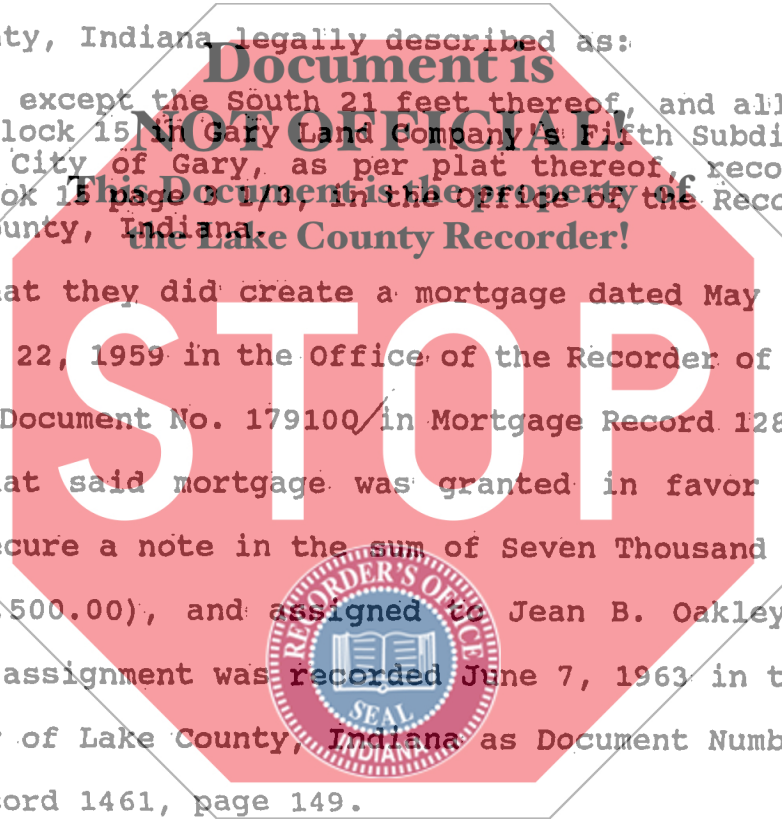 ty, Indiana legally described as:
Document is
except the South 21 feet thereof, and all
NOT OFFICIAL!
lock 15 in Gary Land Company's Fifth Subdi
City of Gary, as per plat thereof, reco
This Document is the property of
ok 15 page 3 1/3, in the Office of the Reco
unty, Indiana.
the Lake County Recorder!
at they did create a mortgage dated May
22, 1959 in the Office of the Recorder of
Document No. 179100 in Mortgage Record 128
STOP
at said mortgage was granted in favor
ecure a note in the sum of Seven Thousand
500.00), and assigned to Jean B. Oakley
assignment was recorded June 7, 1963 in t
of Lake County, Indiana as Document Numb
ord 1461, page 149.
RECORDER'S OFFICE
SEAL
INDIANA